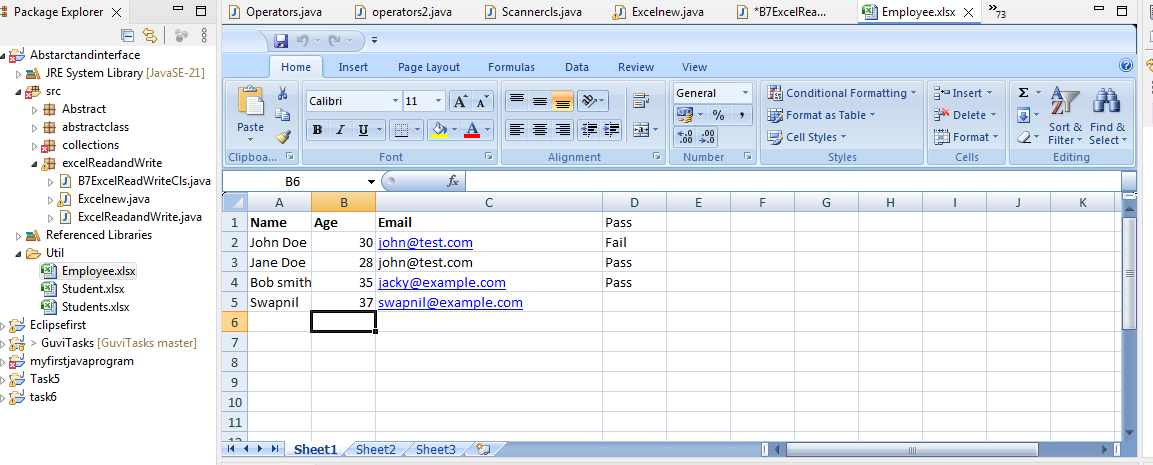 Package Explorer
Abstarctandinterface
JRE System Library [JavaSE-21]
src
Abstract
abstractclass
collections
excelReadandWrite
B7ExcelReadWriteCls.java
Excelnew.java
ExcelReadandWrite.java
Referenced Libraries
Util
Employee.xlsx
Student.xlsx
Students.xlsx
Eclipsefirst
> GuviTasks [GuviTasks master]
myfirstjavaprogram
Task5
task6
Operators.java operators2.java Scannercls.java Excelnew.java *B7ExcelRea... Employee.xlsx »73
Home Insert Page Layout Formulas Data Review View
Paste
Clipboa...
Calibri 11
B I U
Font
Alignment
General
% ,
Number
Conditional Formatting
Format as Table
Cell Styles
Styles
Insert
Delete
Format
Cells
Σ
Sort & Filter
Find & Select
Editing
B6 fx
A B C D E F G H I J K
1 Name Age Email Pass
2 John Doe 30 john@test.com Fail
3 Jane Doe 28 john@test.com Pass
4 Bob smith 35 jacky@example.com Pass
5 Swapnil 37 swapnil@example.com
6
7
8
9
10
11
12
Sheet1 Sheet2 Sheet3